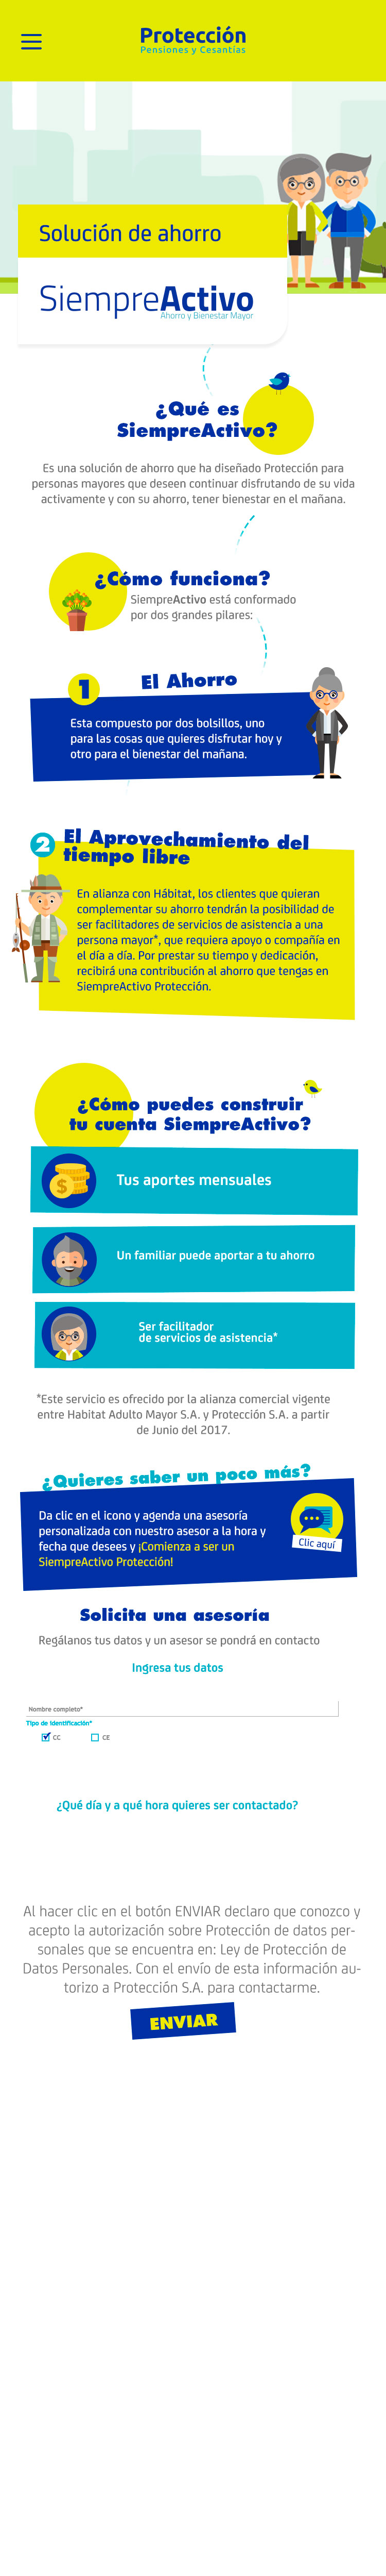 Protección
Pensiones y Cesantías
Solución de ahorro
SiempreActivo
Ahorro y Bienestar Mayor
¿Qué es
SiempreActivo?
Es una solución de ahorro que ha diseñado Protección para
personas mayores que deseen continuar disfrutando de su vida
activamente y con su ahorro, tener bienestar en el mañana.
¿Cómo funciona?
SiempreActivo está conformado
por dos grandes pilares:
1
El Ahorro
Esta compuesto por dos bolsillos, uno
para las cosas que quieres disfrutar hoy y
otro para el bienestar del mañana.
2
El Aprovechamiento del
tiempo libre
En alianza con Hábitat, los clientes que quieran
complementar su ahorro tendrán la posibilidad de
ser facilitadores de servicios de asistencia a una
persona mayor*, que requiera apoyo o compañía en
el día a día. Por prestar su tiempo y dedicación,
recibirá una contribución al ahorro que tengas en
SiempreActivo Protección.
¿Cómo puedes construir
tu cuenta SiempreActivo?
$
Tus aportes mensuales
Un familiar puede aportar a tu ahorro
Ser facilitador
de servicios de asistencia*
*Este servicio es ofrecido por la alianza comercial vigente
entre Habitat Adulto Mayor S.A. y Protección S.A. a partir
de Junio del 2017.
¿Quieres saber un poco más?
Da clic en el icono y agenda una asesoría
personalizada con nuestro asesor a la hora y
fecha que desees y ¡Comienza a ser un
SiempreActivo Protección!
Clic aquí
Solicita una asesoría
Regálanos tus datos y un asesor se pondrá en contacto
Ingresa tus datos
Nombre completo*
Tipo de identificación*
CC
CE
¿Qué día y a qué hora quieres ser contactado?
Al hacer clic en el botón ENVIAR declaro que conozco y
acepto la autorización sobre Protección de datos per-
sonales que se encuentra en: Ley de Protección de
Datos Personales. Con el envío de esta información au-
torizo a Protección S.A. para contactarme.
ENVIAR